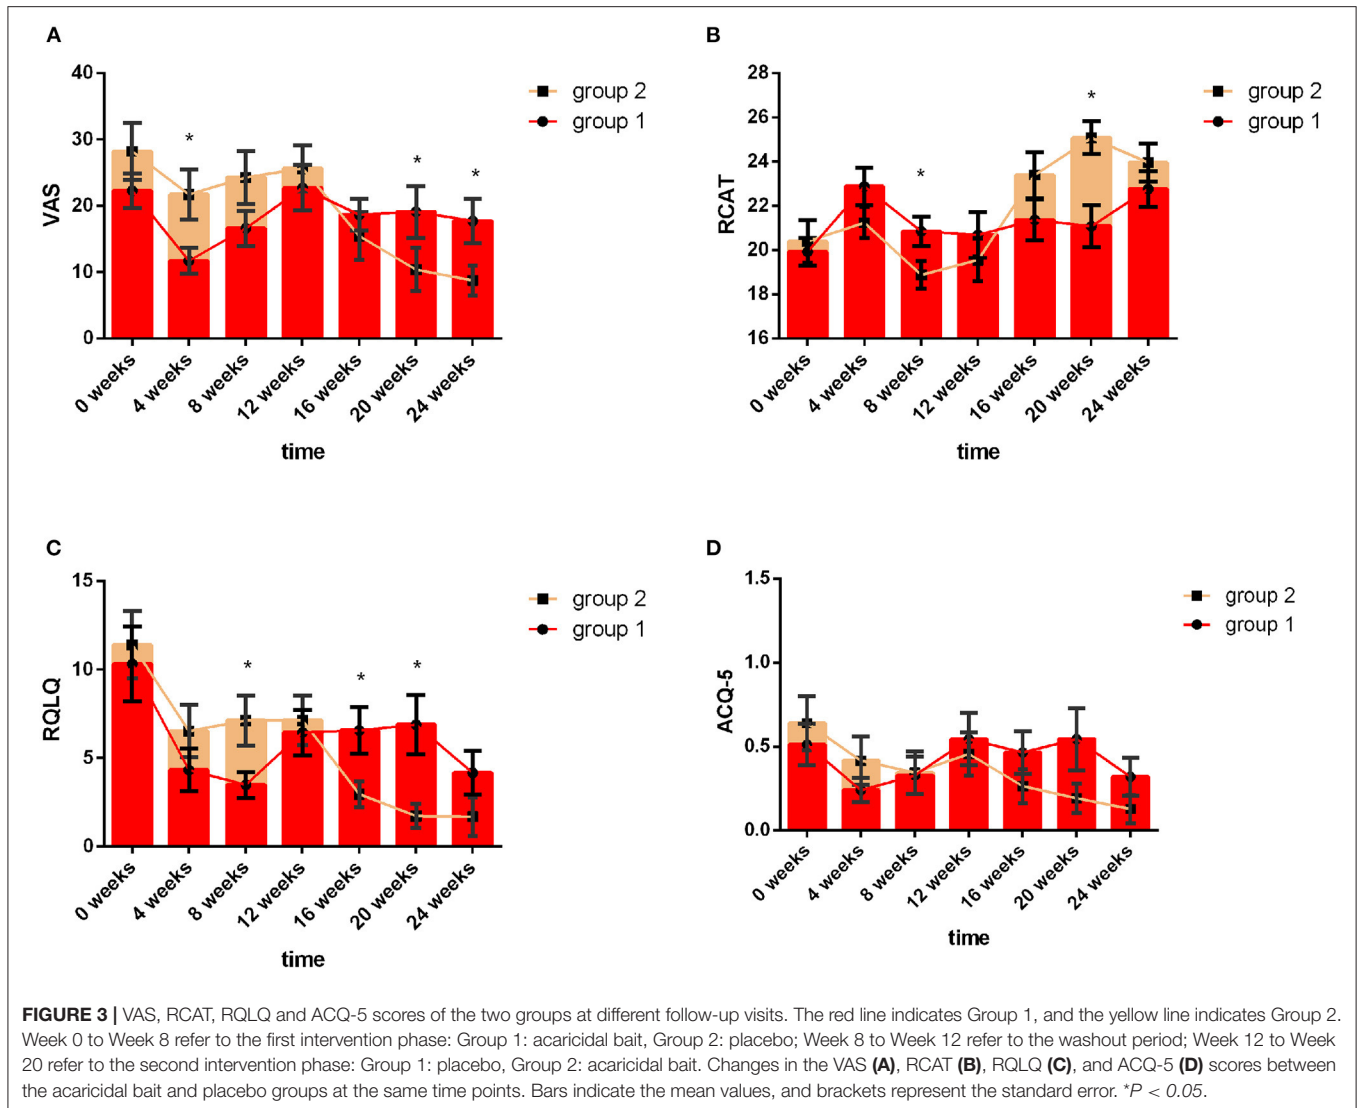 A
VAS
40
30
20
10
0
*
*
*
group 2
group 1
0 weeks
4 weeks
8 weeks
12 weeks
16 weeks
20 weeks
24 weeks
time
B
RCAT
28
26
24
22
20
18
16
*
*
group 2
group 1
0 weeks
4 weeks
8 weeks
12 weeks
16 weeks
20 weeks
24 weeks
time
C
RQLQ
15
10
5
0
*
*
*
group 2
group 1
0 weeks
4 weeks
8 weeks
12 weeks
16 weeks
20 weeks
24 weeks
time
D
ACQ-5
1.5
1.0
0.5
0.0
group 2
group 1
0 weeks
4 weeks
8 weeks
12 weeks
16 weeks
20 weeks
24 weeks
time
FIGURE 3 | VAS, RCAT, RQLQ and ACQ-5 scores of the two groups at different follow-up visits. The red line indicates Group 1, and the yellow line indicates Group 2.
Week 0 to Week 8 refer to the first intervention phase: Group 1: acaricidal bait, Group 2: placebo; Week 8 to Week 12 refer to the washout period; Week 12 to Week
20 refer to the second intervention phase: Group 1: placebo, Group 2: acaricidal bait. Changes in the VAS (A), RCAT (B), RQLQ (C), and ACQ-5 (D) scores between
the acaricidal bait and placebo groups at the same time points. Bars indicate the mean values, and brackets represent the standard error. *P < 0.05.